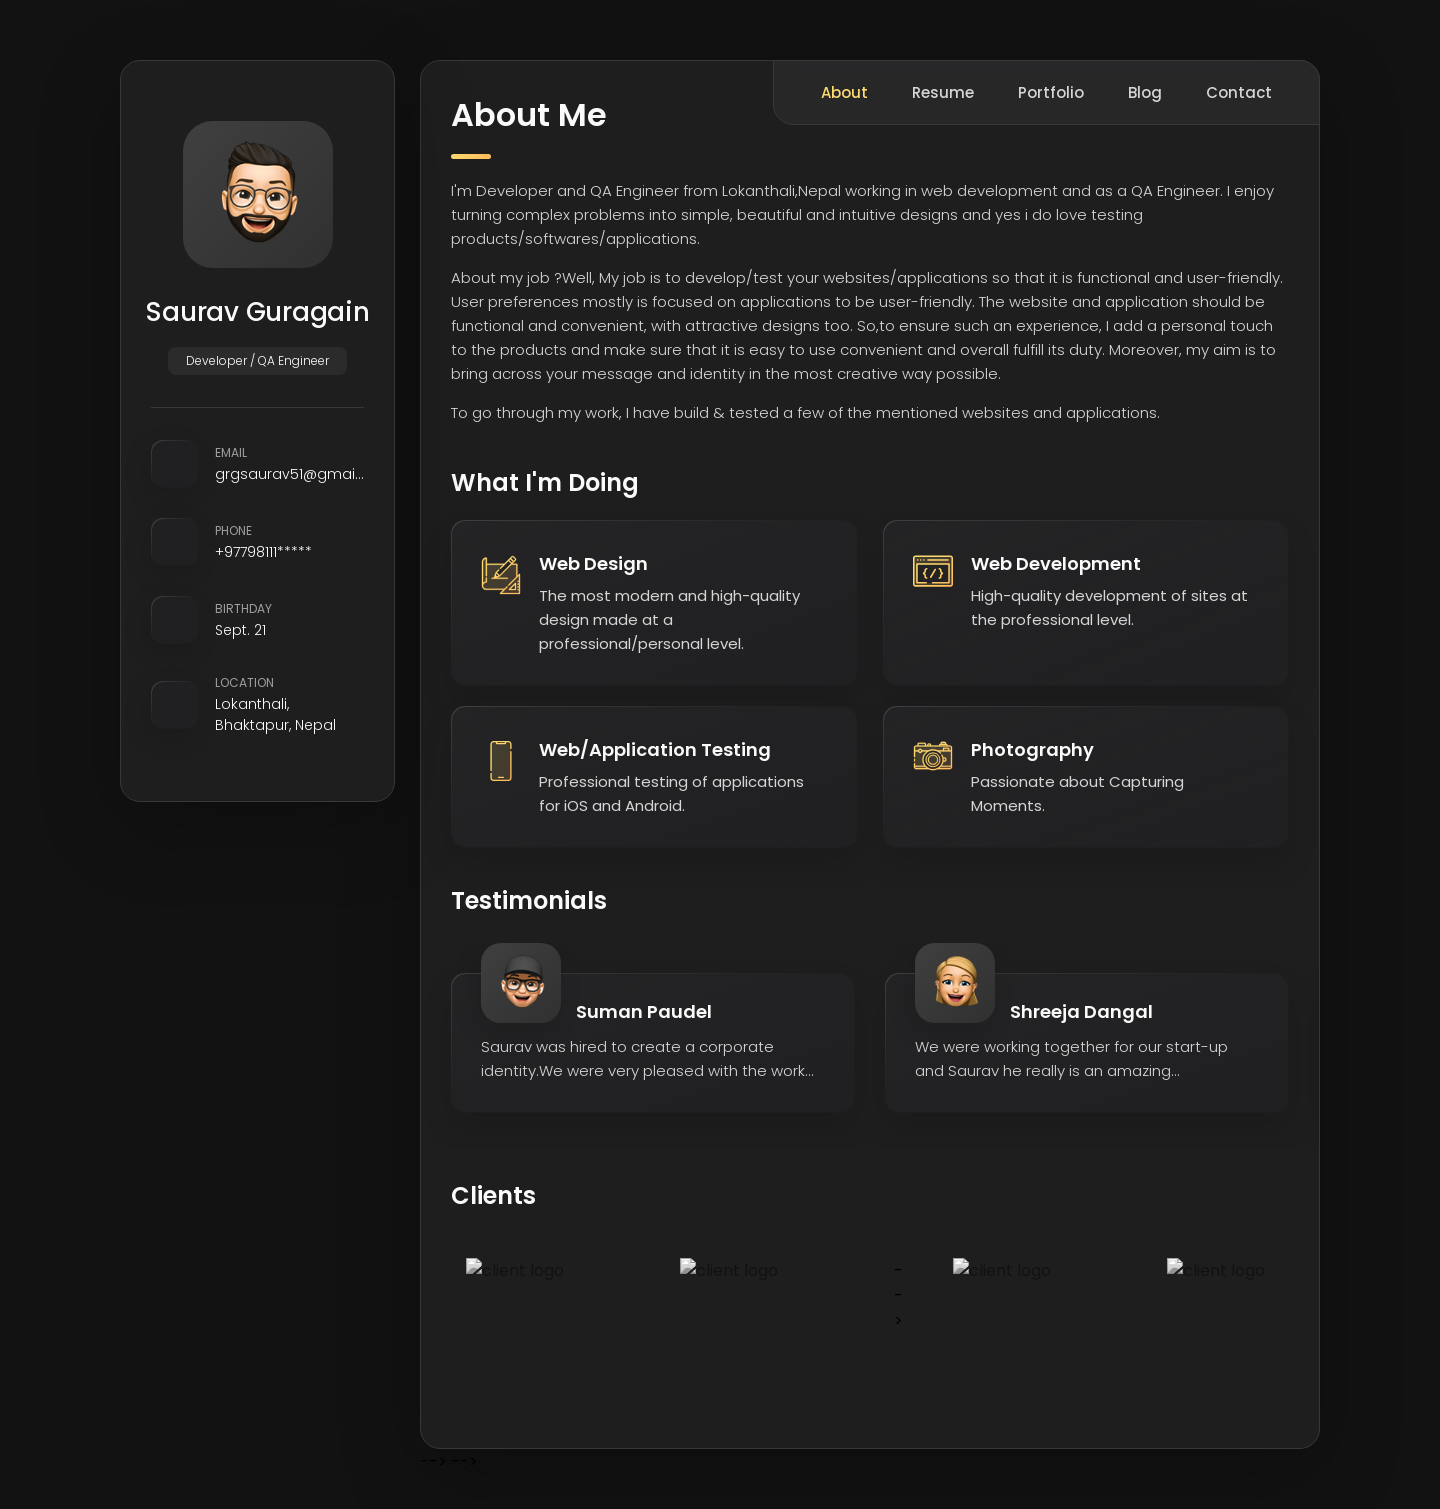 Saurav Guragain
Developer / QA Engineer
EMAIL
grgsaurav51@gmai...
PHONE
+97798111*****
BIRTHDAY
Sept. 21
LOCATION
Lokanthali,
Bhaktapur, Nepal
About Resume Portfolio Blog Contact
About Me
I'm Developer and QA Engineer from Lokanthali,Nepal working in web development and as a QA Engineer. I enjoy
turning complex problems into simple, beautiful and intuitive designs and yes i do love testing
products/softwares/applications.
About my job ?Well, My job is to develop/test your websites/applications so that it is functional and user-friendly.
User preferences mostly is focused on applications to be user-friendly. The website and application should be
functional and convenient, with attractive designs too. So,to ensure such an experience, I add a personal touch
to the products and make sure that it is easy to use convenient and overall fulfill its duty. Moreover, my aim is to
bring across your message and identity in the most creative way possible.
To go through my work, I have build & tested a few of the mentioned websites and applications.
What I'm Doing
Web Design
The most modern and high-quality
design made at a
professional/personal level.
Web Development
High-quality development of sites at
the professional level.
Web/Application Testing
Professional testing of applications
for iOS and Android.
Photography
Passionate about Capturing
Moments.
Testimonials
Suman Paudel
Saurav was hired to create a corporate
identity.We were very pleased with the work...
Shreeja Dangal
We were working together for our start-up
and Saurav he really is an amazing...
Clients
client logo client logo - client logo client logo
-
>
--> -->